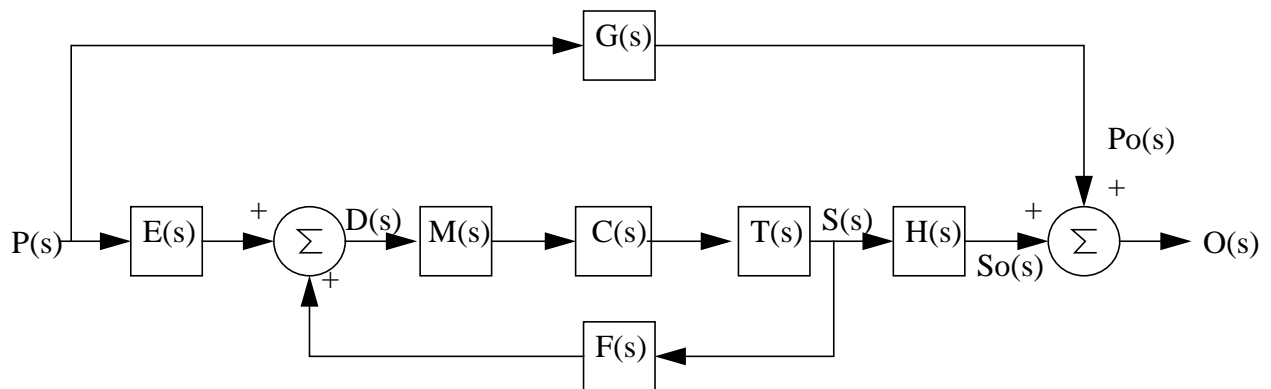 G(s)
Po(s)
+
P(s)
E(s)
+
Σ
D(s)
M(s)
C(s)
T(s)
S(s)
H(s)
+
So(s)
Σ
O(s)
+
F(s)